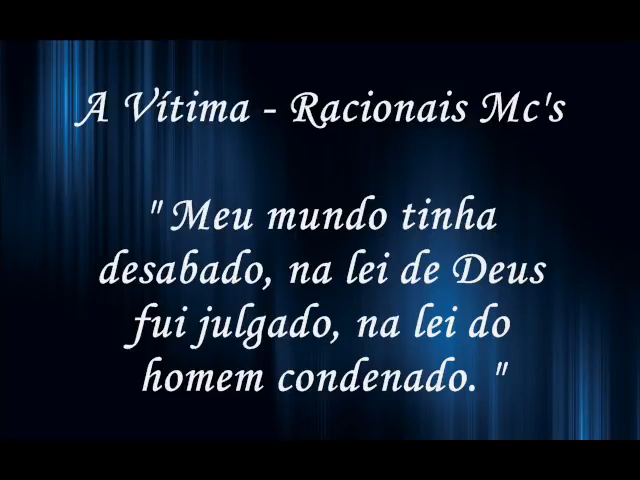 A Vítima - Racionais Mc's
" Meu mundo tinha
desabado, na lei de Deus
fui julgado, na lei do
homem condenado. "